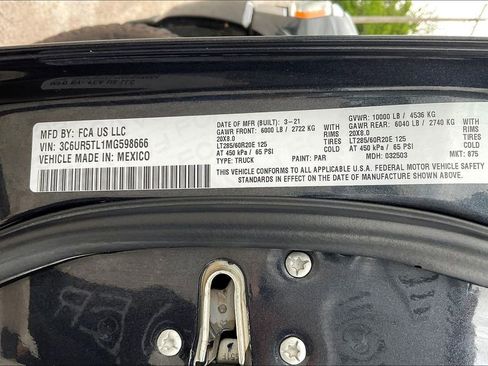 MFD BY: FCA US LLC
VIN: 3C6UR5TL1MG598666
VEHICLE MADE IN: MEXICO
DATE OF MFR (BUILT): 3-21 GVWR: 10000 LB / 4536 KG
GAWR FRONT: 6000 LB / 2722 KG WITH GAWR REAR: 6040 LB / 2740 KG WITH
20X8.0 RIMS 20X8.0 RIMS
LT285/60R20E 125 TIRES LT285/60R20E 125 TIRES
AT 450 kPa / 65 PSI COLD AT 450 kPa / 65 PSI COLD
TYPE: TRUCK PAINT: PAR MDH: 032503 MKT: 875
THIS VEHICLE CONFORMS TO ALL APPLICABLE U.S.A. FEDERAL MOTOR VEHICLE SAFETY
STANDARDS IN EFFECT ON THE DATE OF MANUFACTURE SHOWN ABOVE.